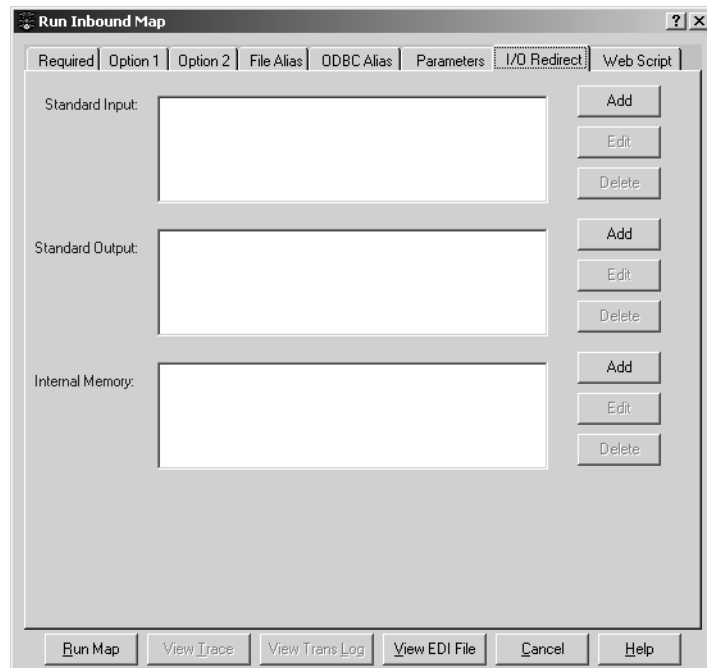 Run Inbound Map
Required Option 1 Option 2 File Alias ODBC Alias Parameters I/O Redirect Web Script
Standard Input:
Add
Edit
Delete
Standard Output:
Add
Edit
Delete
Internal Memory:
Add
Edit
Delete
Run Map View Trace View Trans Log View EDI File Cancel Help